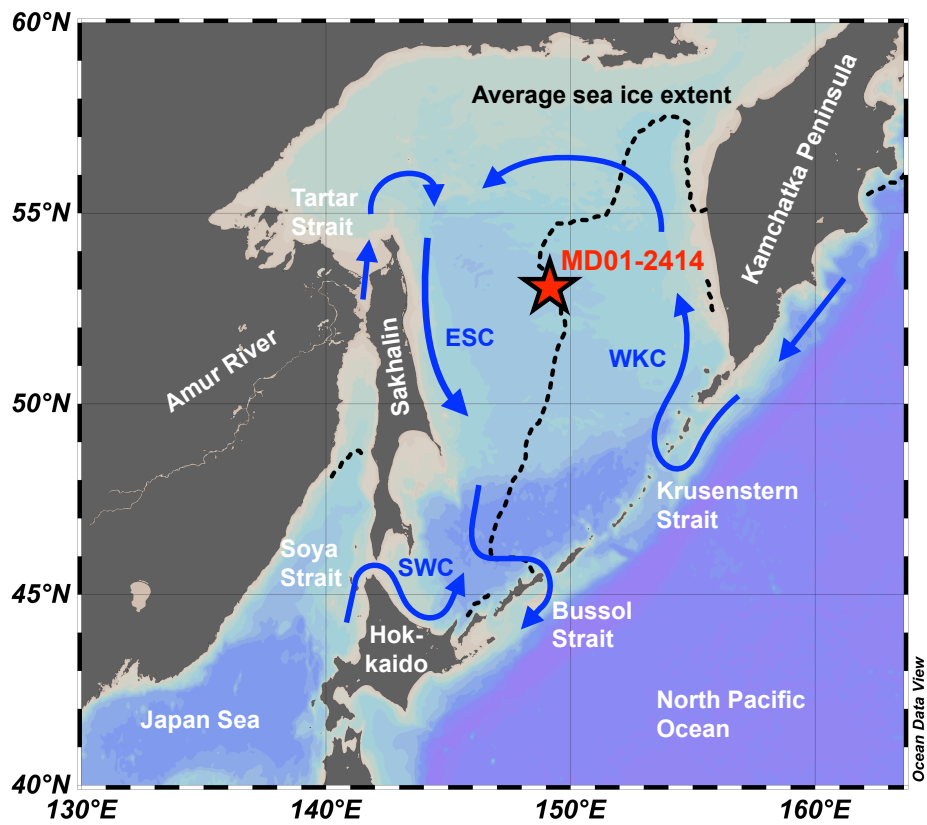 60°N
Average sea ice extent
Kamchatka Peninsula
Tartar
Strait
55°N
MD01-2414
ESC
WKC
Amur River
Sakhalin
50°N
Krusenstern
Strait
Soya
Strait
SWC
45°N
Bussol
Strait
Hok-
kaido
North Pacific
Ocean
Japan Sea
Ocean Data View
40°N
130°E
140°E
150°E
160°E